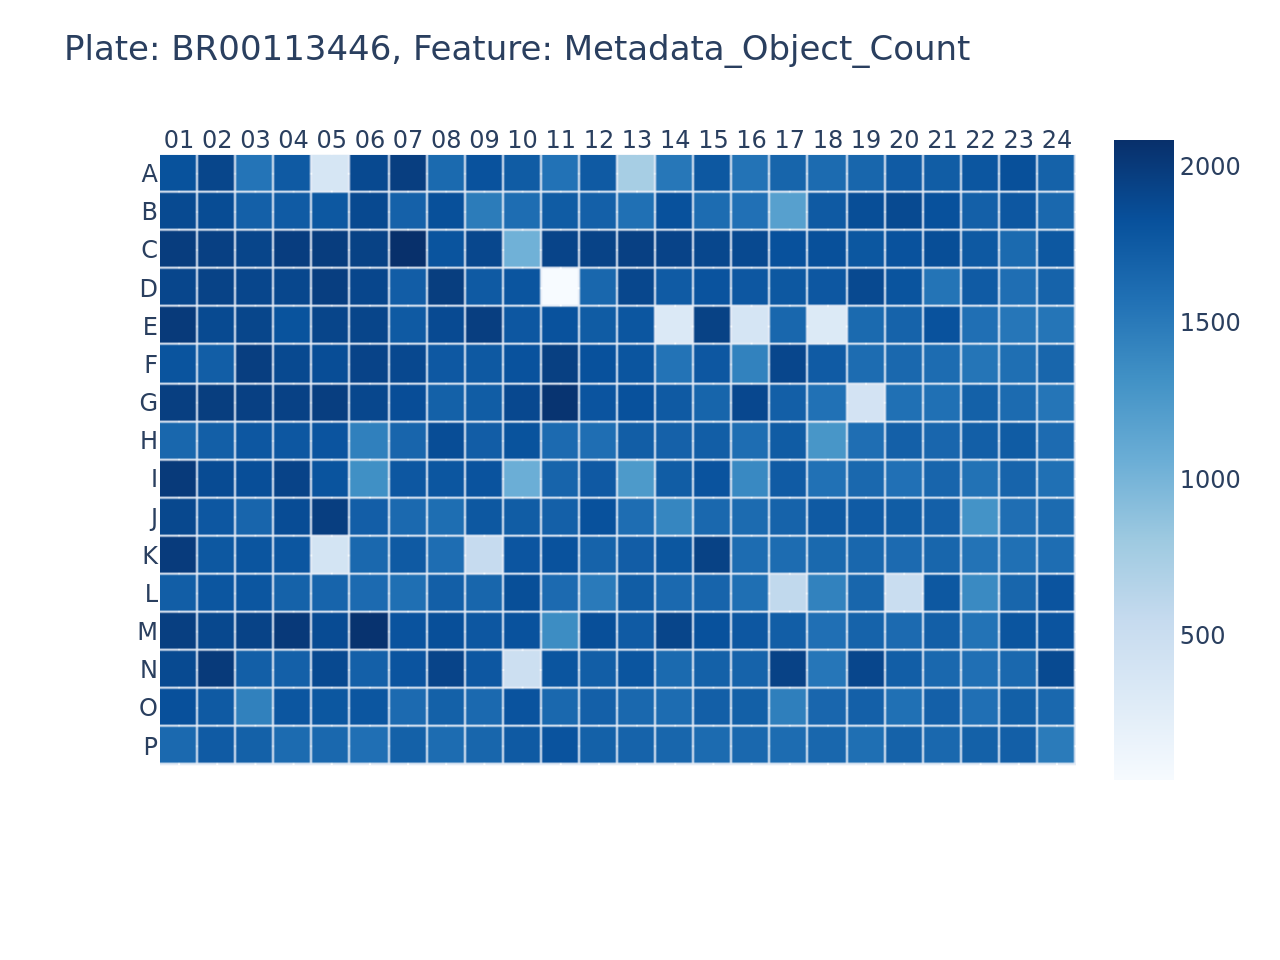 Plate: BR00113446, Feature: Metadata_Object_Count
01 02 03 04 05 06 07 08 09 10 11 12 13 14 15 16 17 18 19 20 21 22 23 24
A
B
C
D
E
F
G
H
I
J
K
L
M
N
O
P
2000
1500
1000
500